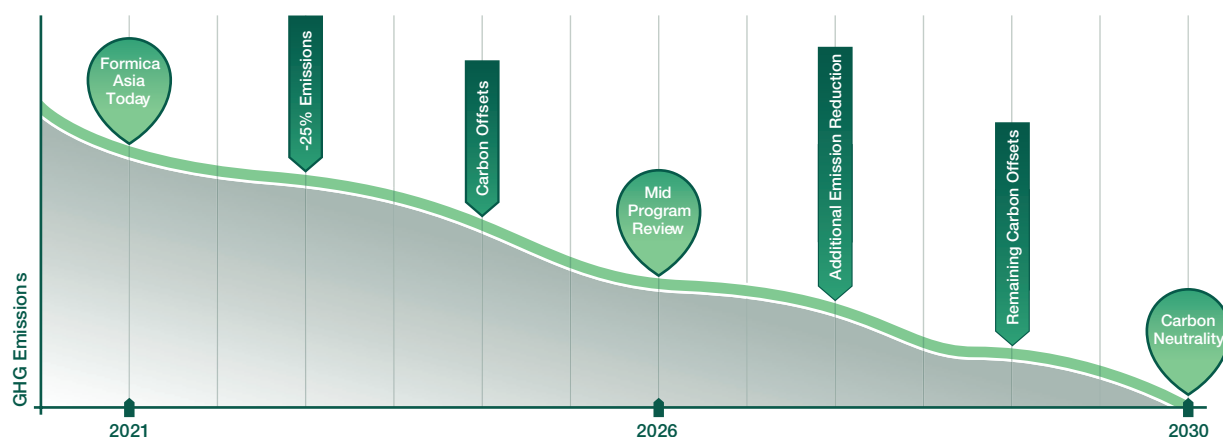 Formica
Asia
Today
-25% Emissions
Carbon Offsets
Mid
Program
Review
Additional Emission Reduction
Remaining Carbon Offsets
Carbon
Neutrality
GHG Emissions
2021
2026
2030